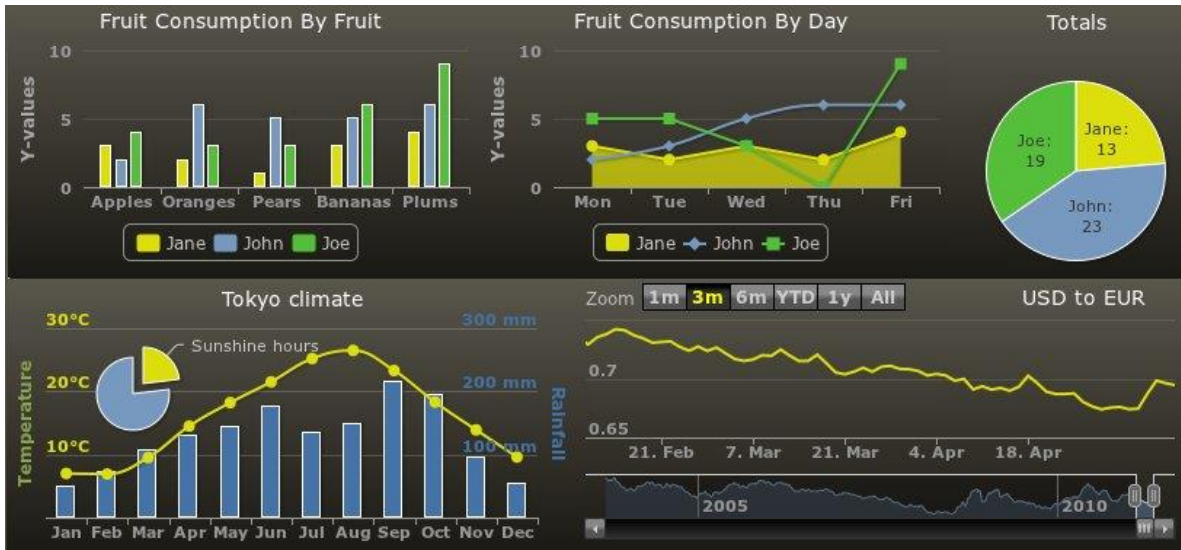 Fruit Consumption By Fruit
Y-values
10
5
0
Apples Oranges Pears Bananas Plums
Jane John Joe
Fruit Consumption By Day
Y-values
10
5
0
Mon Tue Wed Thu Fri
Jane John Joe
Totals
Joe:
19
Jane:
13
John:
23
Tokyo climate
Temperature
30°C
20°C
10°C
Sunshine hours
300 mm
200 mm
100 mm
Rainfall
Jan Feb Mar Apr May Jun Jul Aug Sep Oct Nov Dec
Zoom 1m 3m 6m YTD 1y All
USD to EUR
0.7
0.65
21. Feb 7. Mar 21. Mar 4. Apr 18. Apr
2005 2010